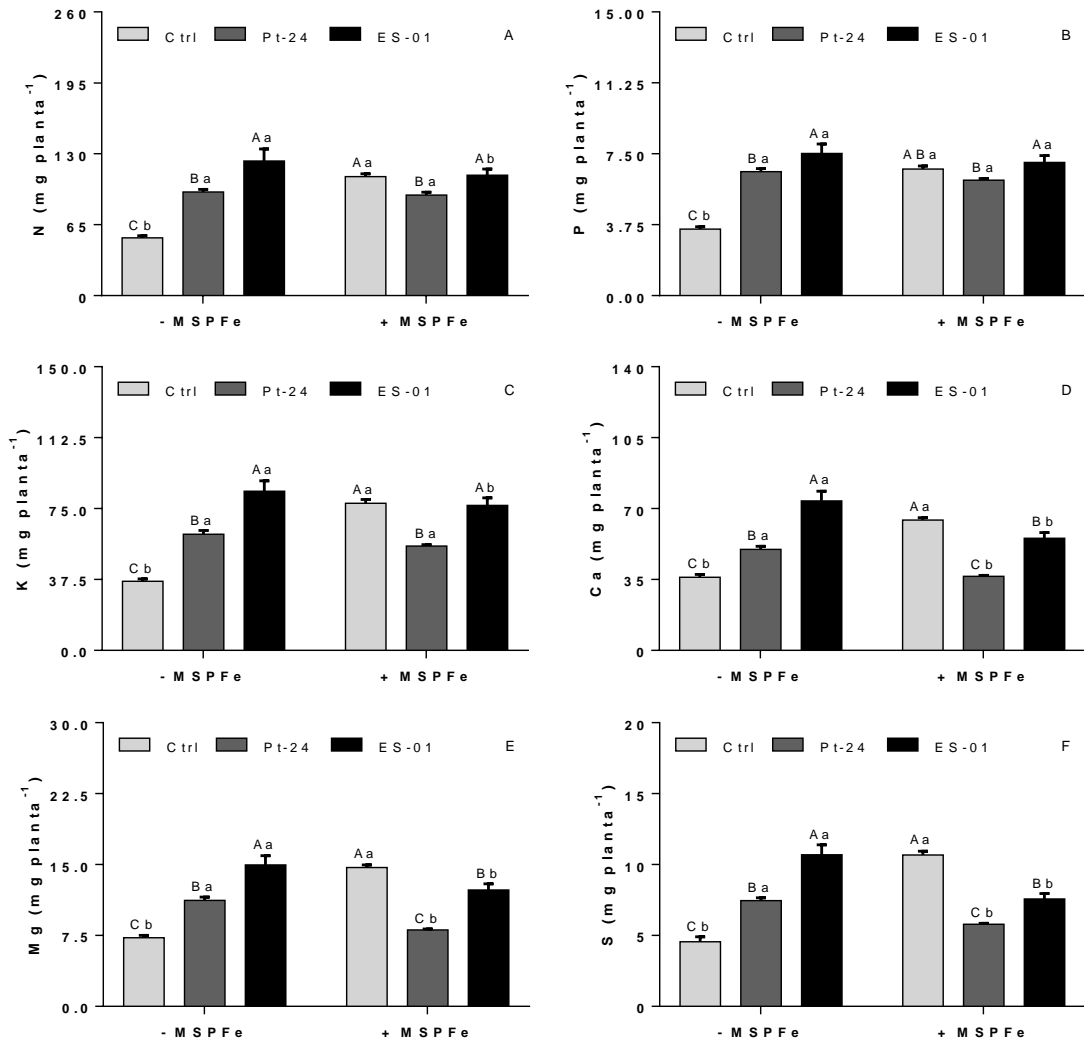 260
195
130
65
0
N (mg planta⁻¹)
Ctrl Pt-24 ES-01 A
Cb Ba Aa Aa Ba Ab
- MSPFe + MSPFe
15.00
11.25
7.50
3.75
0.00
P (mg planta⁻¹)
Ctrl Pt-24 ES-01 B
Cb Ba Aa ABa Ba Aa
- MSPFe + MSPFe
150.0
112.5
75.0
37.5
0.0
K (mg planta⁻¹)
Ctrl Pt-24 ES-01 C
Cb Ba Aa Aa Ba Ab
- MSPFe + MSPFe
140
105
70
35
0
Ca (mg planta⁻¹)
Ctrl Pt-24 ES-01 D
Cb Ba Aa Aa Cb Bb
- MSPFe + MSPFe
30.0
22.5
15.0
7.5
0.0
Mg (mg planta⁻¹)
Ctrl Pt-24 ES-01 E
Cb Ba Aa Aa Cb Bb
- MSPFe + MSPFe
20
15
10
5
0
S (mg planta⁻¹)
Ctrl Pt-24 ES-01 F
Cb Ba Aa Aa Cb Bb
- MSPFe + MSPFe